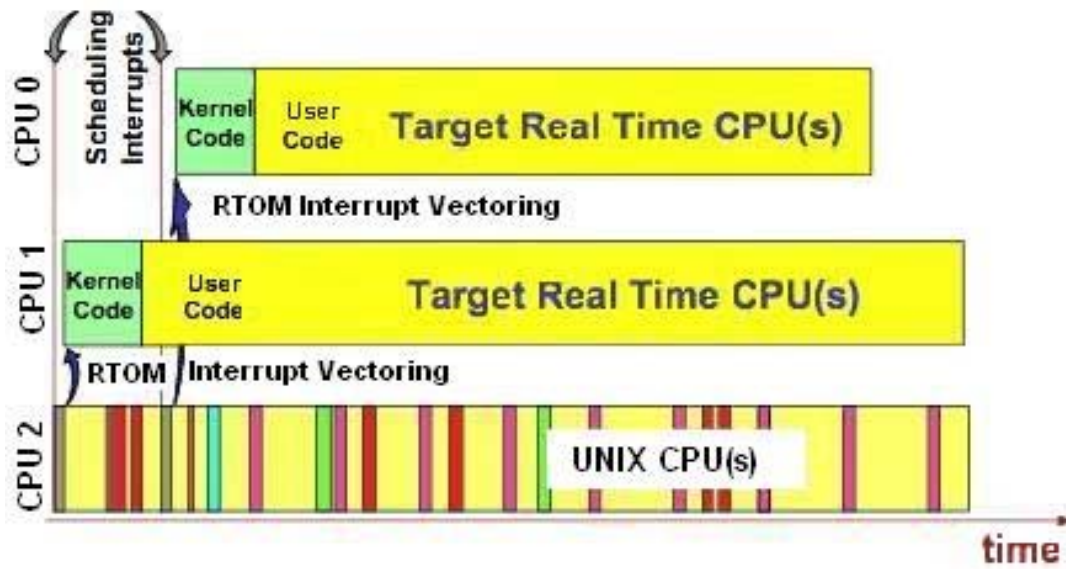 Scheduling
Interrupts
CPU 0
Kernel
Code
User
Code
Target Real Time CPU(s)
RTOM Interrupt Vectoring
CPU 1
Kernel
Code
User
Code
Target Real Time CPU(s)
RTOM Interrupt Vectoring
CPU 2
UNIX CPU(s)
time